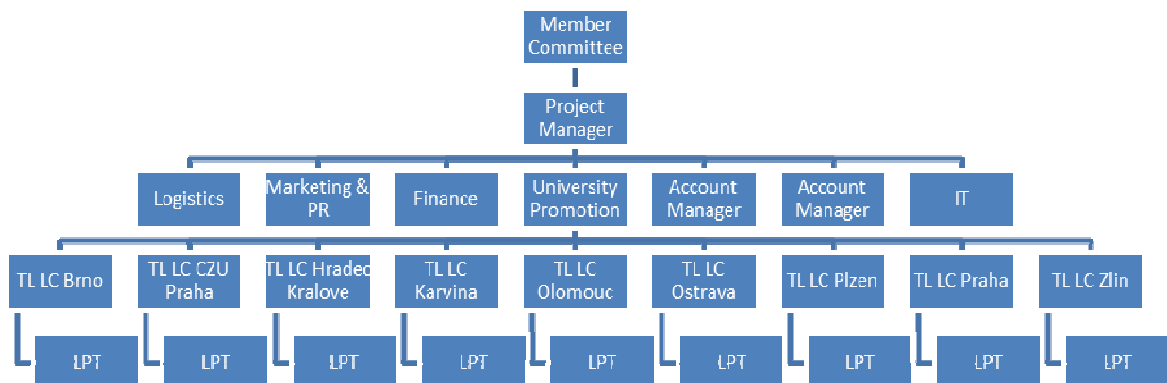 Member
Committee
Project
Manager
Logistics
Marketing &
PR
Finance
University
Promotion
Account
Manager
Account
Manager
IT
TL LC Brno
TL LC CZU
Praha
TL LC Hradec
Kralove
TL LC
Karvina
TL LC
Olomouc
TL LC
Ostrava
TL LC Plzen
TL LC Praha
TL LC Zlin
LPT
LPT
LPT
LPT
LPT
LPT
LPT
LPT
LPT